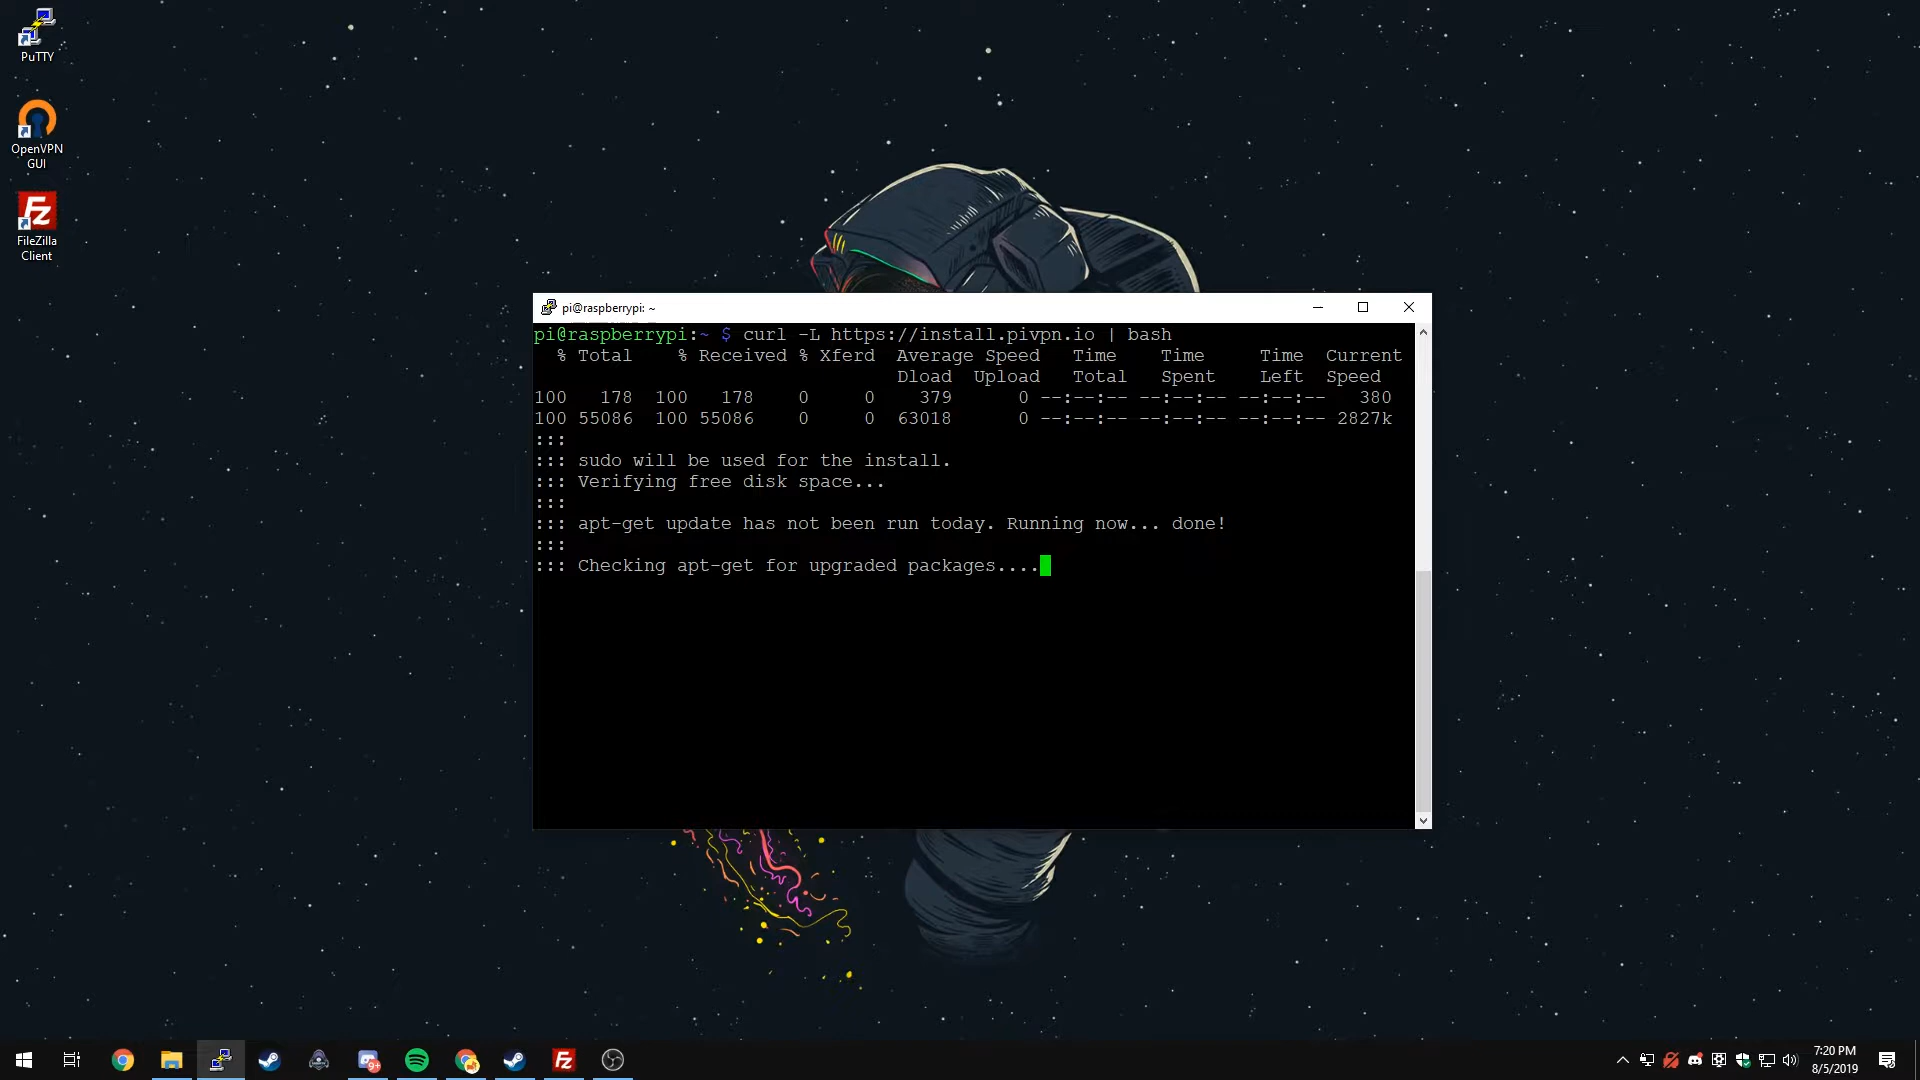 PuTTY
OpenVPN
GUI
FileZilla
Client
pi@raspberrypi: ~
pi@raspberrypi:~ $ curl -L https://install.pivpn.io | bash
% Total % Received % Xferd Average Speed Time Time Time Current
Dload Upload Total Spent Left Speed
100 178 100 178 0 0 379 0 --:--:-- --:--:-- --:--:-- 380
100 55086 100 55086 0 0 63018 0 --:--:-- --:--:-- --:--:-- 2827k
:::
::: sudo will be used for the install.
::: Verifying free disk space...
:::
::: apt-get update has not been run today. Running now... done!
:::
::: Checking apt-get for upgraded packages....
9+
7:20 PM
8/5/2019